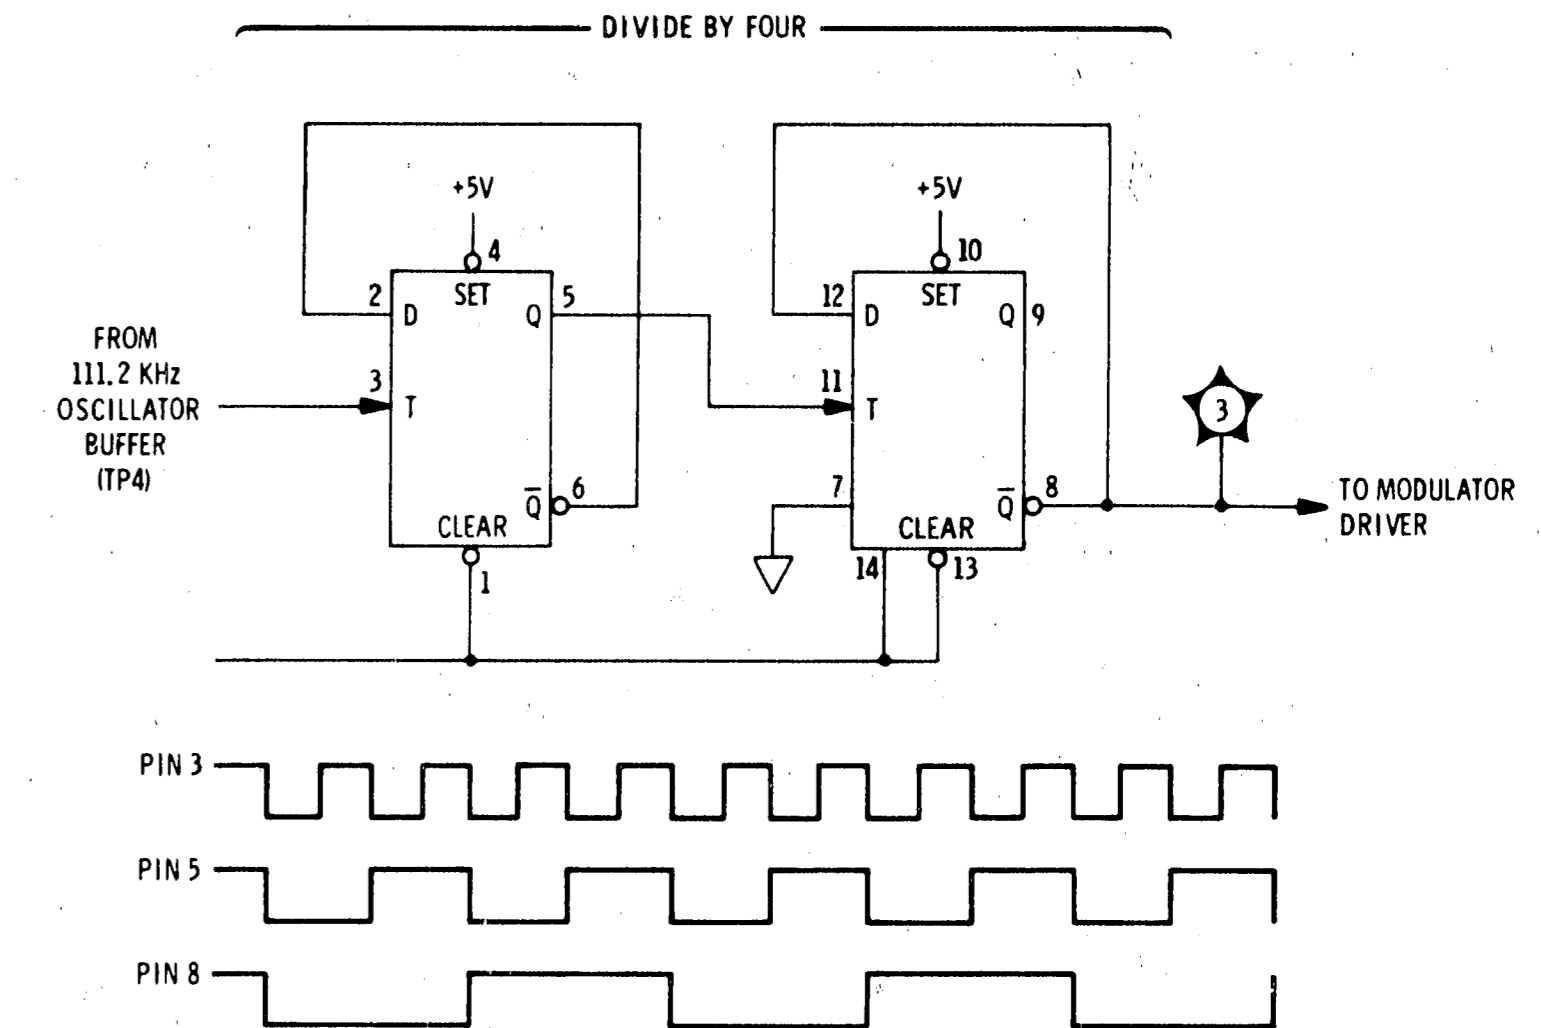 DIVIDE BY FOUR
+5V
4
SET
2
D
Q
5
FROM
111.2 KHz
OSCILLATOR
BUFFER
(TP4)
3
T
Q̅
6
CLEAR
1
+5V
10
SET
12
D
Q
9
11
T
7
Q̅
8
CLEAR
14
13
3
TO MODULATOR
DRIVER
PIN 3
PIN 5
PIN 8